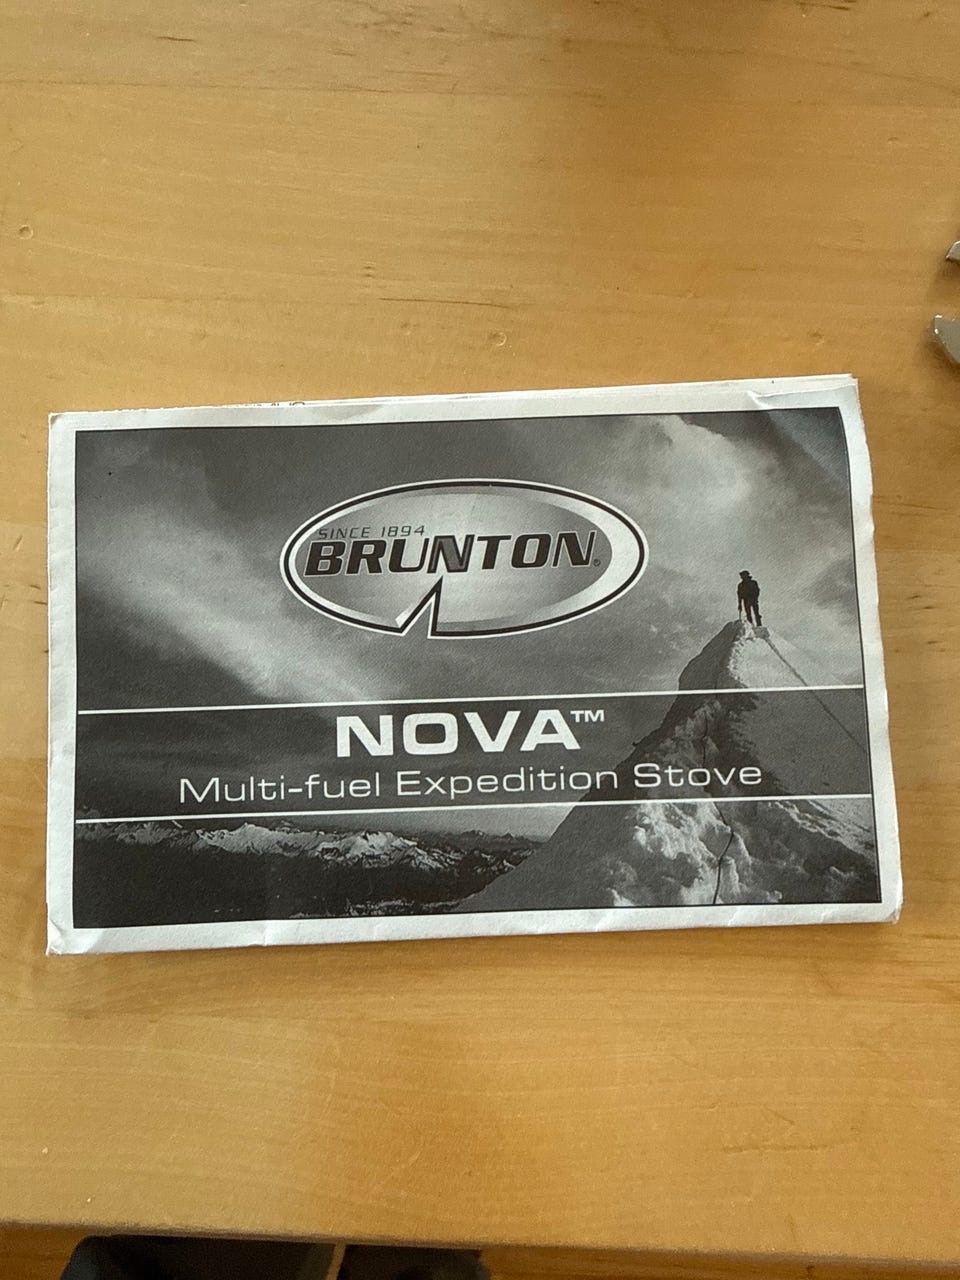 SINCE 1894
BRUNTON®
NOVA™
Multi-fuel Expedition Stove